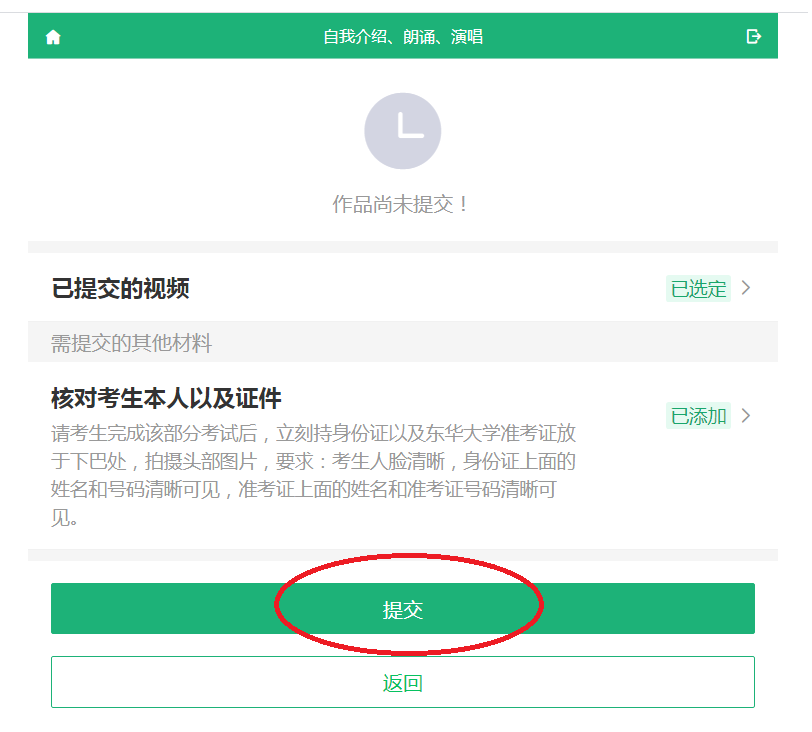 自我介绍、朗诵、演唱
作品尚未提交！
已提交的视频
已选定
需提交的其他材料
核对考生本人以及证件
已添加
请考生完成该部分考试后，立刻持身份证以及东华大学准考证放
于下巴处，拍摄头部图片，要求：考生人脸清晰，身份证上面的
姓名和号码清晰可见，准考证上面的姓名和准考证号码清晰可
见。
提交
返回